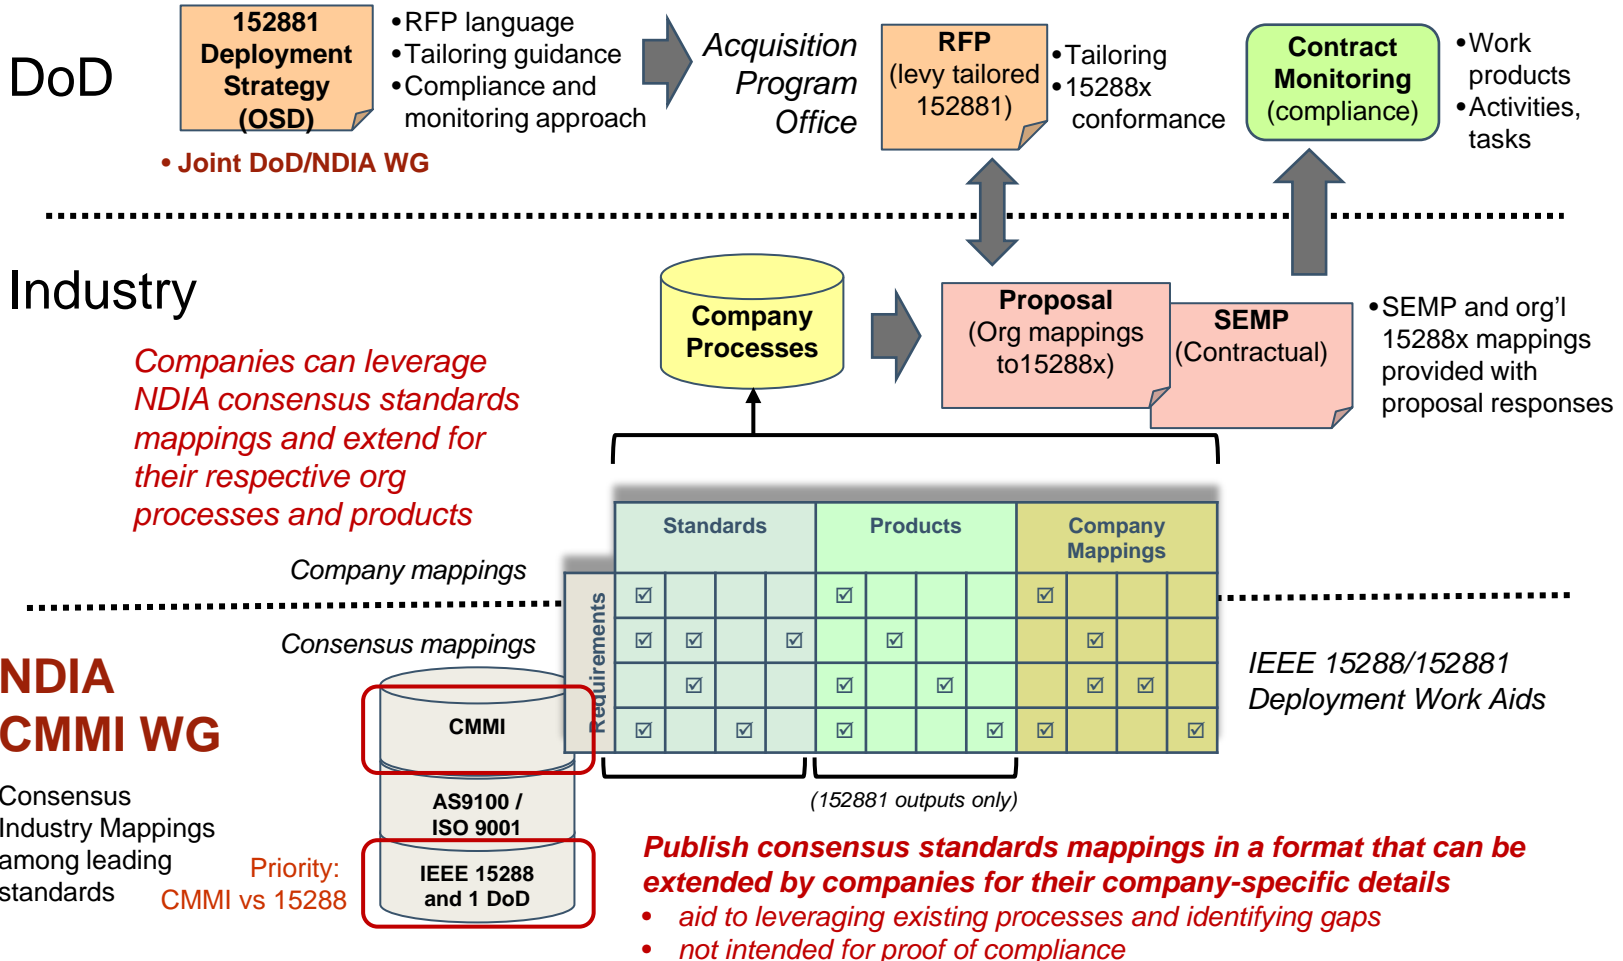 DoD
152881
Deployment
Strategy
(OSD)
•RFP language
•Tailoring guidance
•Compliance and
monitoring approach
• Joint DoD/NDIA WG
Acquisition
Program
Office
RFP
(levy tailored
152881)
•Tailoring
•15288x
conformance
Contract
Monitoring
(compliance)
•Work
products
•Activities,
tasks
Industry
Companies can leverage
NDIA consensus standards
mappings and extend for
their respective org
processes and products
Company
Processes
Proposal
(Org mappings
to15288x)
SEMP
(Contractual)
•SEMP and org'l
15288x mappings
provided with
proposal responses
Company mappings
Consensus mappings
Standards
Products
Company
Mappings
Requirements
☑ ☑ ☑
☑ ☑ ☑ ☑ ☑
☑ ☑ ☑ ☑ ☑
☑ ☑ ☑ ☑ ☑ ☑
(152881 outputs only)
IEEE 15288/152881
Deployment Work Aids
NDIA
CMMI WG
Consensus
Industry Mappings
among leading
standards
Priority:
CMMI vs 15288
CMMI
AS9100 /
ISO 9001
IEEE 15288
and 1 DoD
Publish consensus standards mappings in a format that can be
extended by companies for their company-specific details
• aid to leveraging existing processes and identifying gaps
• not intended for proof of compliance